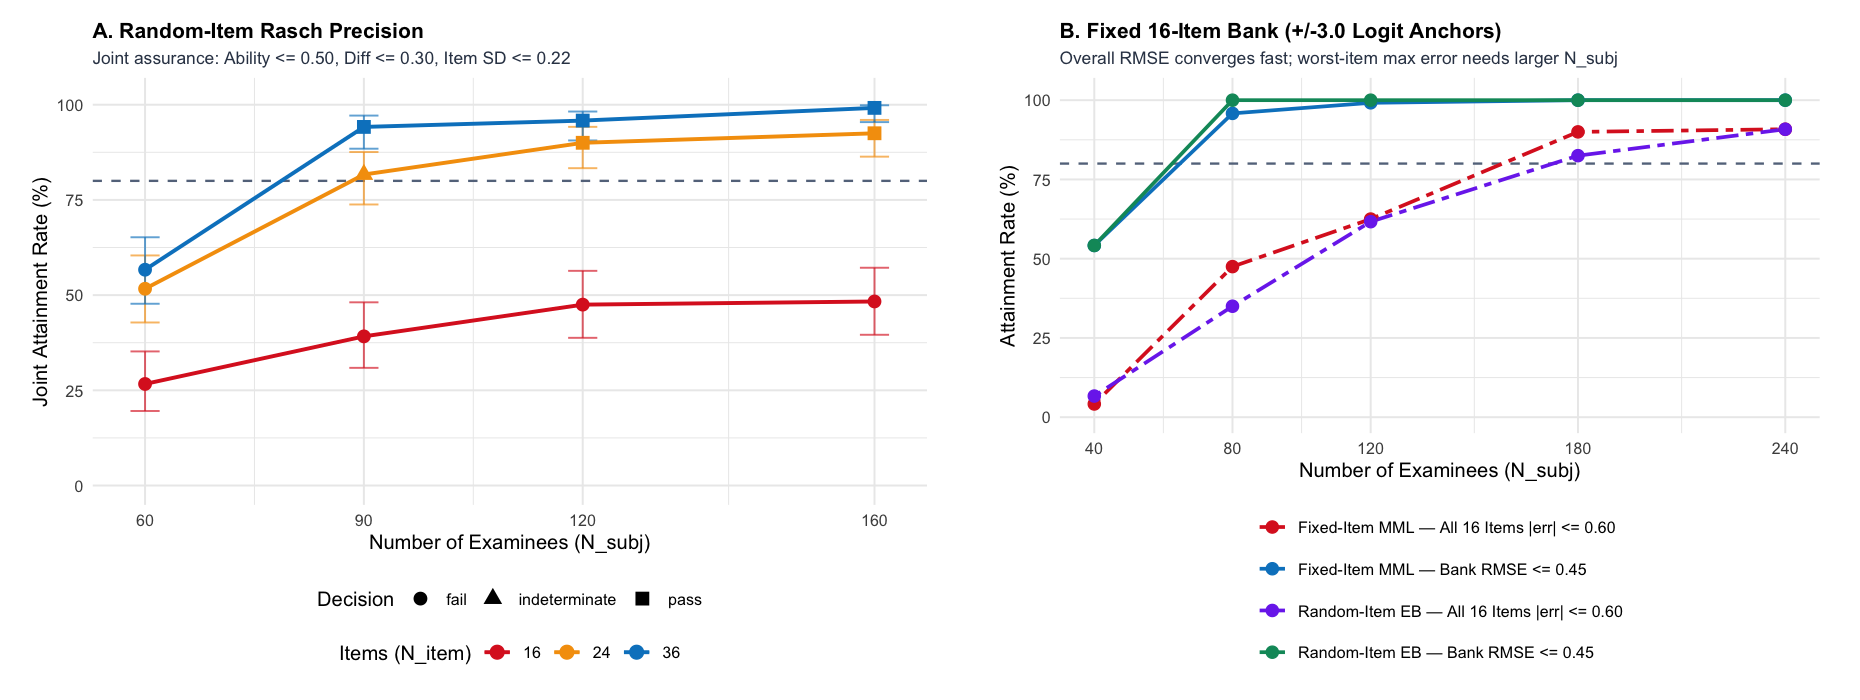 A. Random-Item Rasch Precision
Joint assurance: Ability <= 0.50, Diff <= 0.30, Item SD <= 0.22
Joint Attainment Rate (%)
100
75
50
25
0
60 90 120 160
Number of Examinees (N_subj)
Decision fail indeterminate pass
Items (N_item) 16 24 36
B. Fixed 16-Item Bank (+/-3.0 Logit Anchors)
Overall RMSE converges fast; worst-item max error needs larger N_subj
Attainment Rate (%)
100
75
50
25
0
40 80 120 180 240
Number of Examinees (N_subj)
Fixed-Item MML — All 16 Items |err| <= 0.60
Fixed-Item MML — Bank RMSE <= 0.45
Random-Item EB — All 16 Items |err| <= 0.60
Random-Item EB — Bank RMSE <= 0.45